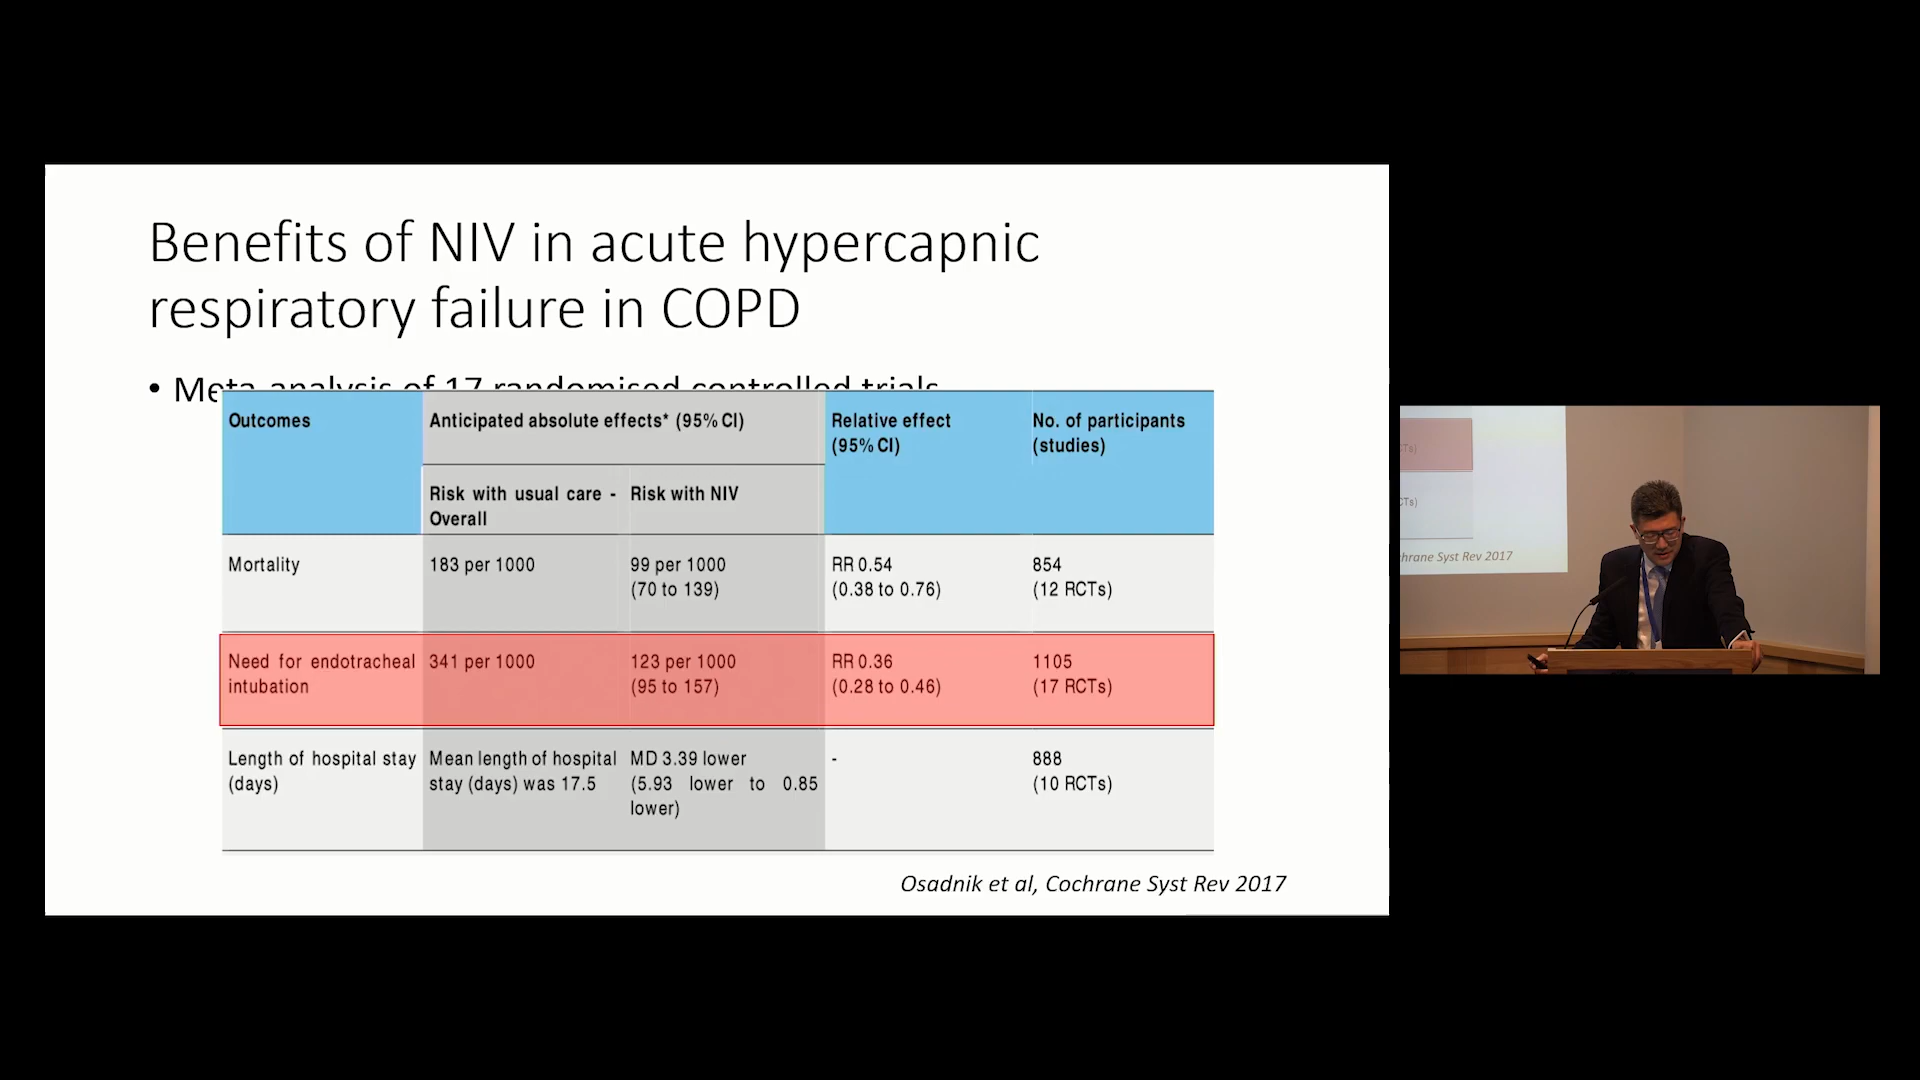 Benefits of NIV in acute hypercapnic
respiratory failure in COPD
• Meta-analysis of 17 randomised controlled trials
Outcomes
Anticipated absolute effects* (95% CI)
Relative effect
(95% CI)
No. of participants
(studies)
Risk with usual care -
Overall
Risk with NIV
Mortality
183 per 1000
99 per 1000
(70 to 139)
RR 0.54
(0.38 to 0.76)
854
(12 RCTs)
Need for endotracheal
intubation
341 per 1000
123 per 1000
(95 to 157)
RR 0.36
(0.28 to 0.46)
1105
(17 RCTs)
Length of hospital stay
(days)
Mean length of hospital
stay (days) was 17.5
MD 3.39 lower
(5.93 lower to 0.85
lower)
-
888
(10 RCTs)
Osadnik et al, Cochrane Syst Rev 2017
CTs)
CTs)
chrane Syst Rev 2017